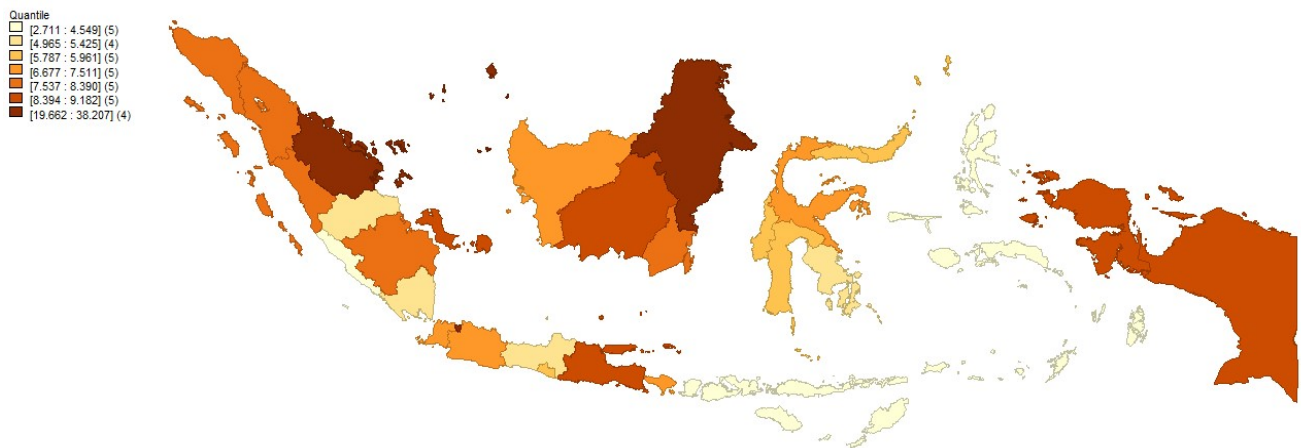 Quantile
[2.711 : 4.549] (5)
[4.965 : 5.425] (4)
[5.787 : 5.961] (5)
[6.677 : 7.511] (5)
[7.537 : 8.390] (5)
[8.394 : 9.182] (5)
[19.662 : 38.207] (4)